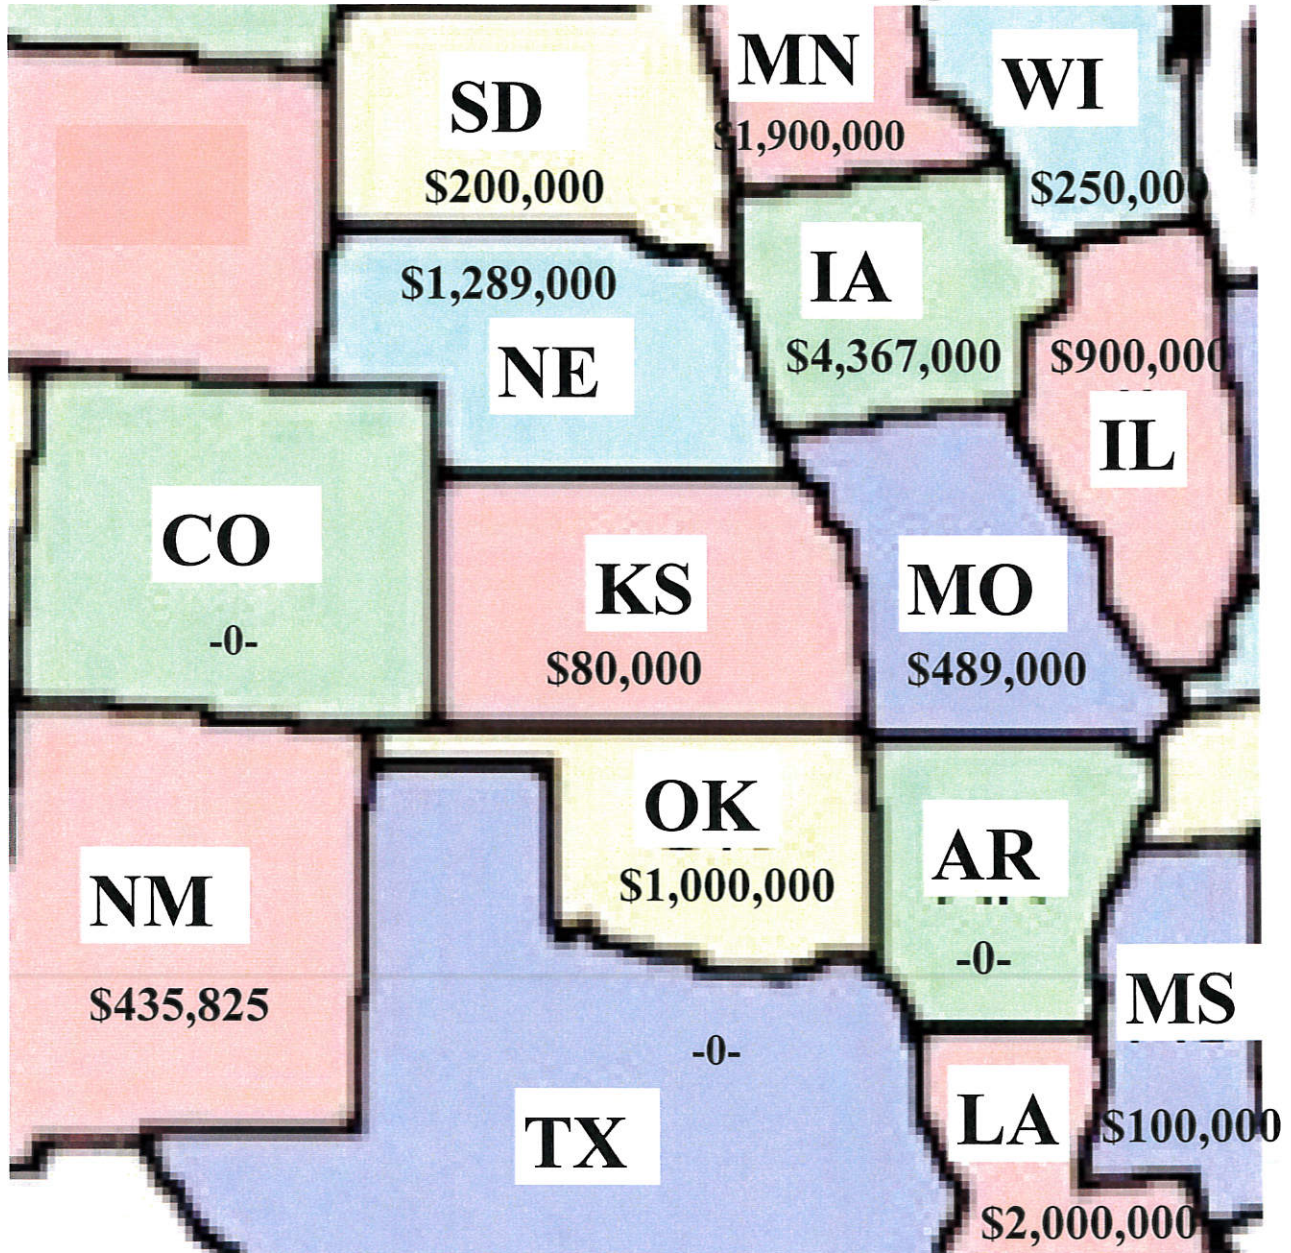 MN
$1,900,000
WI
$250,000
SD
$200,000
$1,289,000
NE
IA
$4,367,000
$900,000
IL
CO
-0-
KS
$80,000
MO
$489,000
OK
$1,000,000
AR
-0-
NM
$435,825
MS
$100,000
-0-
TX
LA
$2,000,000